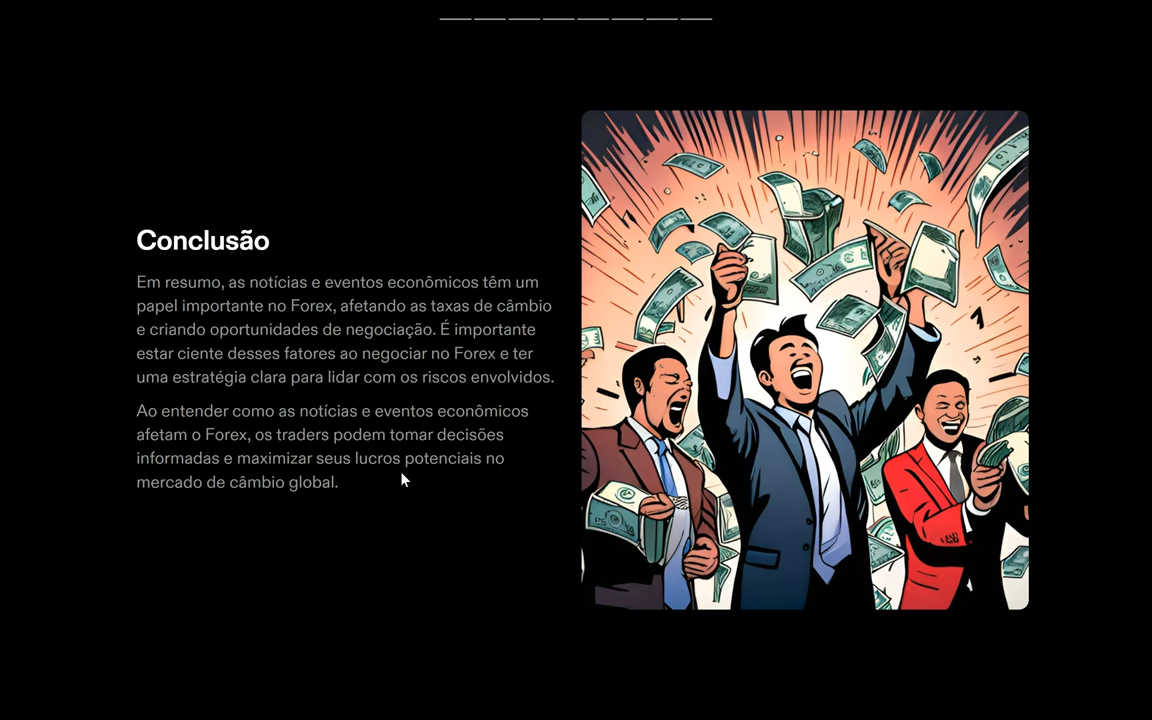 Conclusão
Em resumo, as notícias e eventos econômicos têm um
papel importante no Forex, afetando as taxas de câmbio
e criando oportunidades de negociação. É importante
estar ciente desses fatores ao negociar no Forex e ter
uma estratégia clara para lidar com os riscos envolvidos.
Ao entender como as notícias e eventos econômicos
afetam o Forex, os traders podem tomar decisões
informadas e maximizar seus lucros potenciais no
mercado de câmbio global.